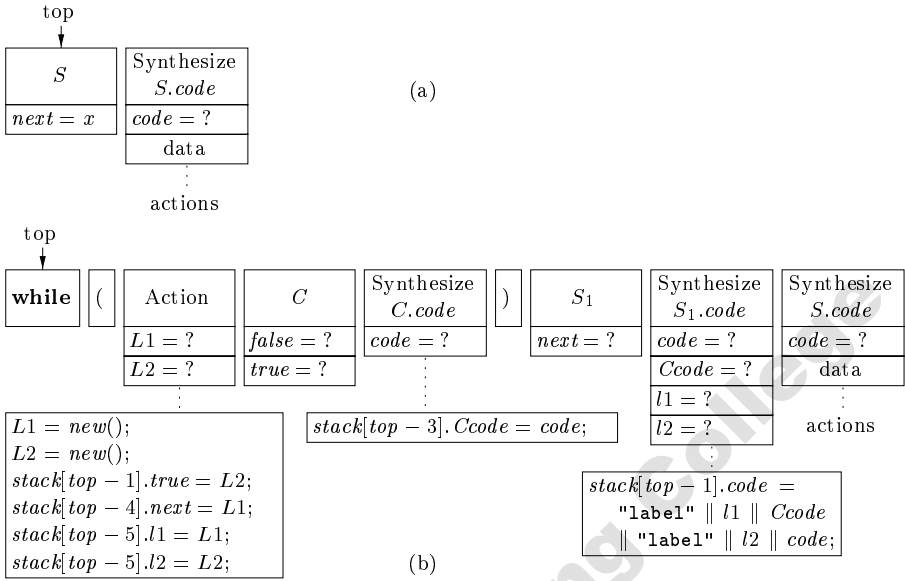 top
S
next = x
Synthesize
S.code
code = ?
data
actions
(a)
top
while
(
Action
L1 = ?
L2 = ?
C
false = ?
true = ?
Synthesize
C.code
code = ?
)
S1
next = ?
Synthesize
S1.code
code = ?
Ccode = ?
l1 = ?
l2 = ?
Synthesize
S.code
code = ?
data
actions
L1 = new();
L2 = new();
stack[top − 1].true = L2;
stack[top − 4].next = L1;
stack[top − 5].l1 = L1;
stack[top − 5].l2 = L2;
stack[top − 3].Ccode = code;
stack[top − 1].code =
"label" ∥ l1 ∥ Ccode
∥ "label" ∥ l2 ∥ code;
(b)
College